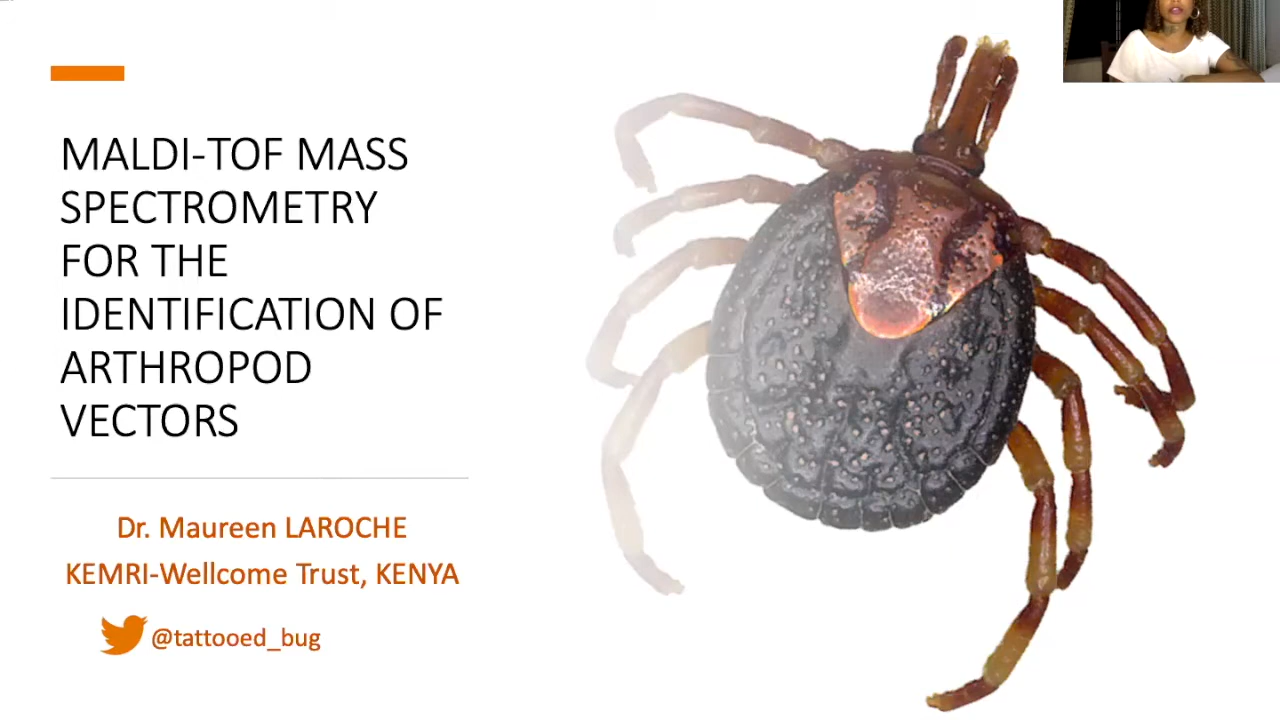 MALDI-TOF MASS
SPECTROMETRY
FOR THE
IDENTIFICATION OF
ARTHROPOD
VECTORS
Dr. Maureen LAROCHE
KEMRI-Wellcome Trust, KENYA
@tattooed_bug